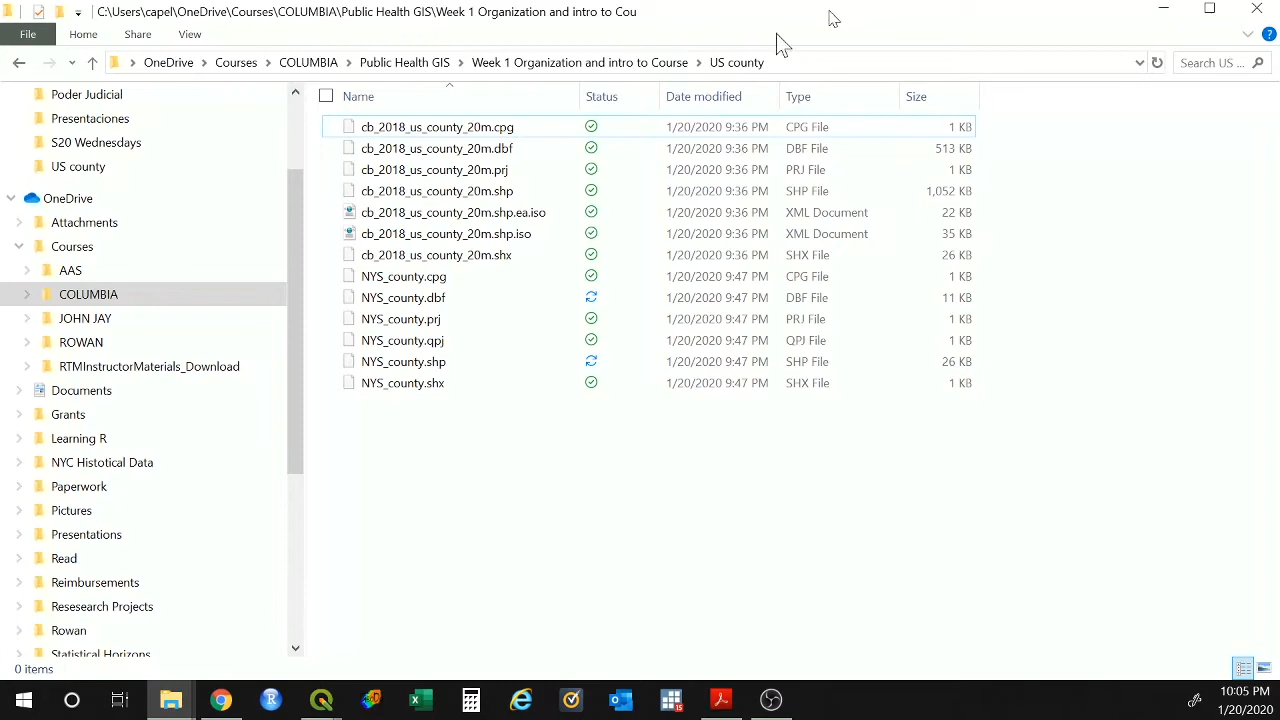 C:\Users\capel\OneDrive\Courses\COLUMBIA\Public Health GIS\Week 1 Organization and intro to Cou
File Home Share View
OneDrive Courses COLUMBIA Public Health GIS Week 1 Organization and intro to Course US county Search US ...
Poder Judicial
Presentaciones
S20 Wednesdays
US county
OneDrive
Attachments
Courses
AAS
COLUMBIA
JOHN JAY
ROWAN
RTMInstructorMaterials_Download
Documents
Grants
Learning R
NYC Histotical Data
Paperwork
Pictures
Presentations
Read
Reimbursements
Resesearch Projects
Rowan
Statistical Horizons
Name Status Date modified Type Size
cb_2018_us_county_20m.cpg 1/20/2020 9:36 PM CPG File 1 KB
cb_2018_us_county_20m.dbf 1/20/2020 9:36 PM DBF File 513 KB
cb_2018_us_county_20m.prj 1/20/2020 9:36 PM PRJ File 1 KB
cb_2018_us_county_20m.shp 1/20/2020 9:36 PM SHP File 1,052 KB
cb_2018_us_county_20m.shp.ea.iso 1/20/2020 9:36 PM XML Document 22 KB
cb_2018_us_county_20m.shp.iso 1/20/2020 9:36 PM XML Document 35 KB
cb_2018_us_county_20m.shx 1/20/2020 9:36 PM SHX File 26 KB
NYS_county.cpg 1/20/2020 9:47 PM CPG File 1 KB
NYS_county.dbf 1/20/2020 9:47 PM DBF File 11 KB
NYS_county.prj 1/20/2020 9:47 PM PRJ File 1 KB
NYS_county.qpj 1/20/2020 9:47 PM QPJ File 1 KB
NYS_county.shp 1/20/2020 9:47 PM SHP File 26 KB
NYS_county.shx 1/20/2020 9:47 PM SHX File 1 KB
0 items
10:05 PM
1/20/2020